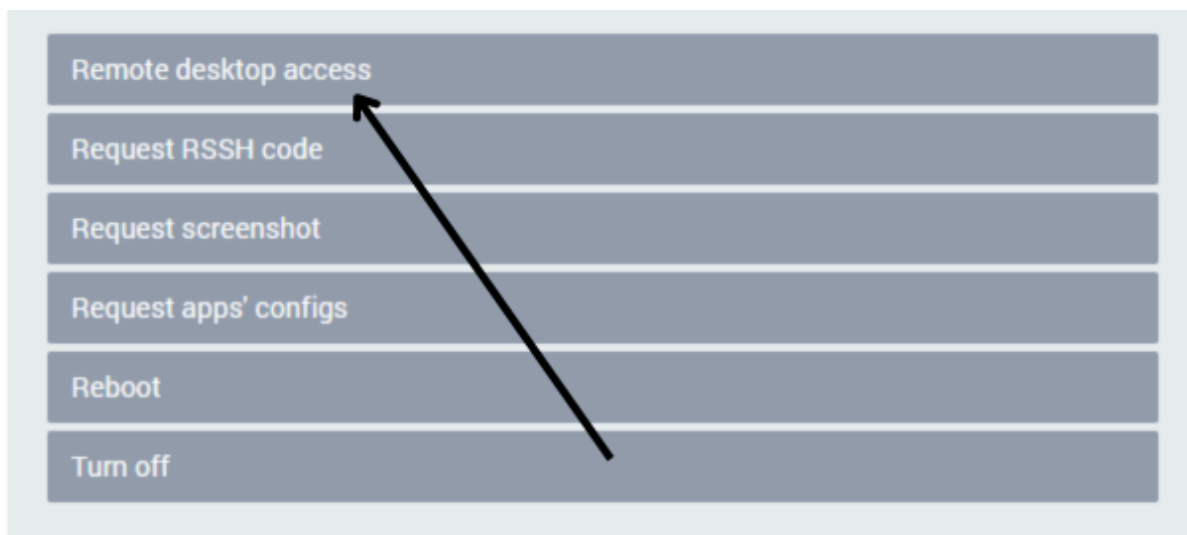 Remote desktop access
Request RSSH code
Request screenshot
Request apps' configs
Reboot
Turn off